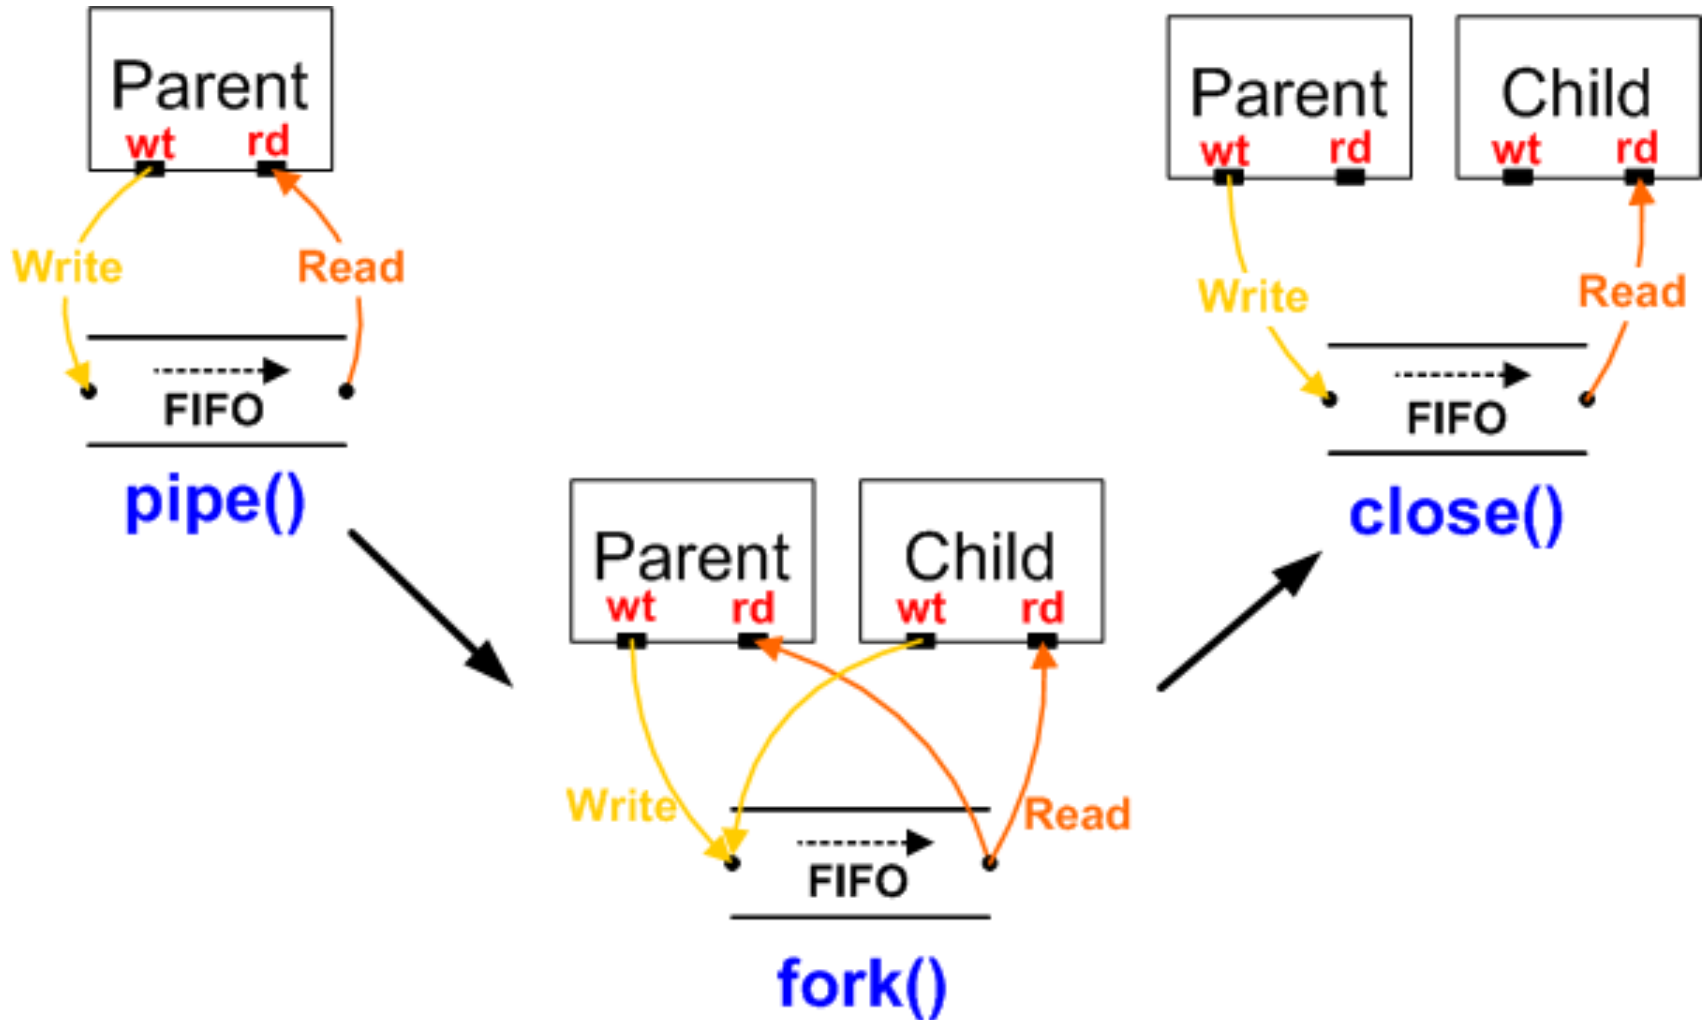 Parent
wt rd
Write Read
FIFO
pipe()
Parent Child
wt rd wt rd
Write Read
FIFO
fork()
Parent Child
wt rd wt rd
Write Read
FIFO
close()